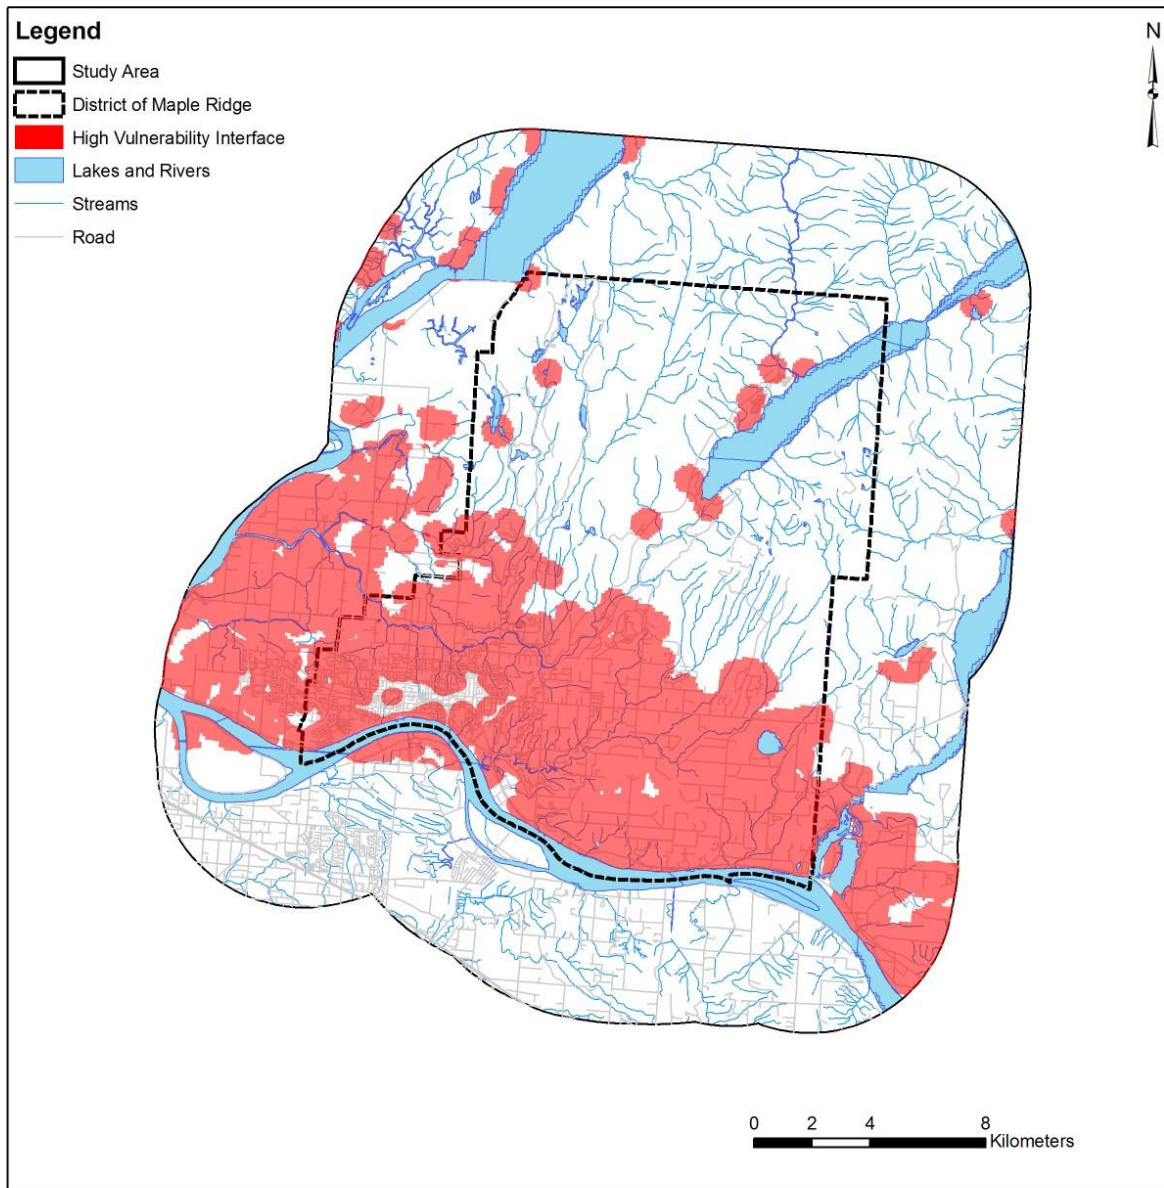 Legend
N
Study Area
District of Maple Ridge
High Vulnerability Interface
Lakes and Rivers
Streams
Road
0 2 4 8
Kilometers